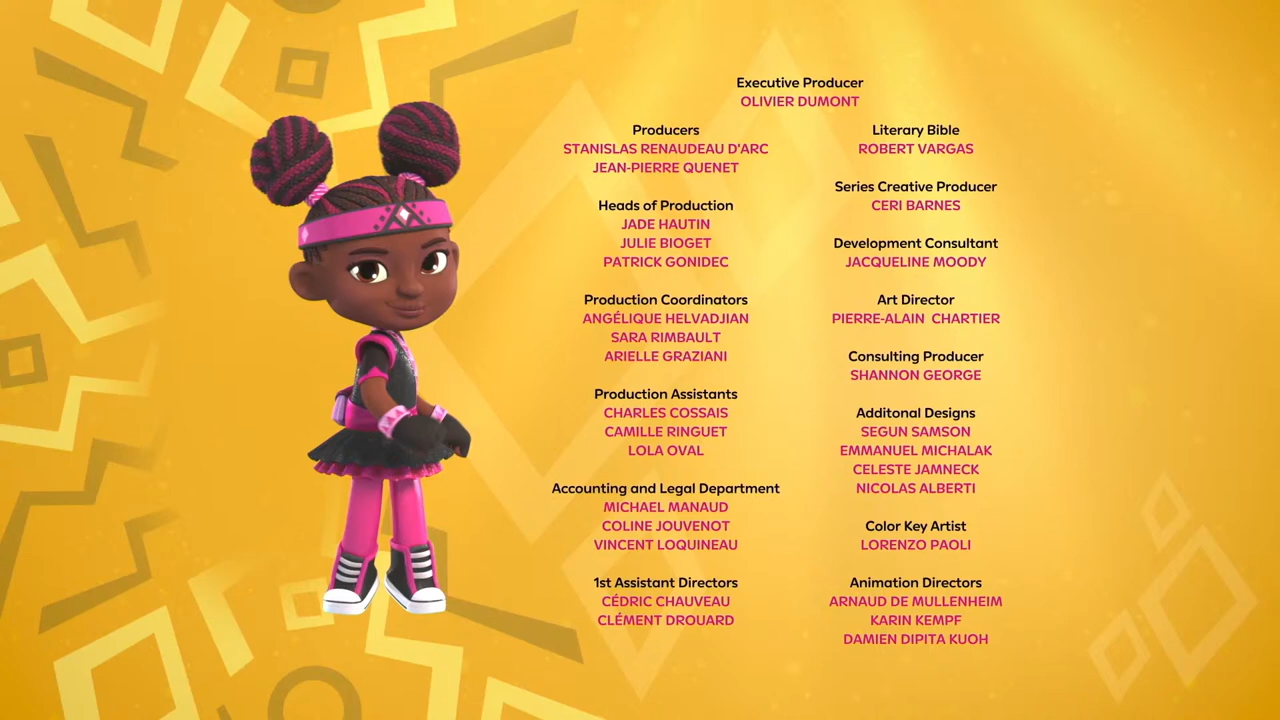 Executive Producer
OLIVIER DUMONT
Producers
STANISLAS RENAUDEAU D'ARC
JEAN-PIERRE QUENET
Heads of Production
JADE HAUTIN
JULIE BIOGET
PATRICK GONIDEC
Production Coordinators
ANGÉLIQUE HELVADJIAN
SARA RIMBAULT
ARIELLE GRAZIANI
Production Assistants
CHARLES COSSAIS
CAMILLE RINGUET
LOLA OVAL
Accounting and Legal Department
MICHAEL MANAUD
COLINE JOUVENOT
VINCENT LOQUINEAU
1st Assistant Directors
CÉDRIC CHAUVEAU
CLÉMENT DROUARD
Literary Bible
ROBERT VARGAS
Series Creative Producer
CERI BARNES
Development Consultant
JACQUELINE MOODY
Art Director
PIERRE-ALAIN CHARTIER
Consulting Producer
SHANNON GEORGE
Additonal Designs
SEGUN SAMSON
EMMANUEL MICHALAK
CELESTE JAMNECK
NICOLAS ALBERTI
Color Key Artist
LORENZO PAOLI
Animation Directors
ARNAUD DE MULLENHEIM
KARIN KEMPF
DAMIEN DIPITA KUOH